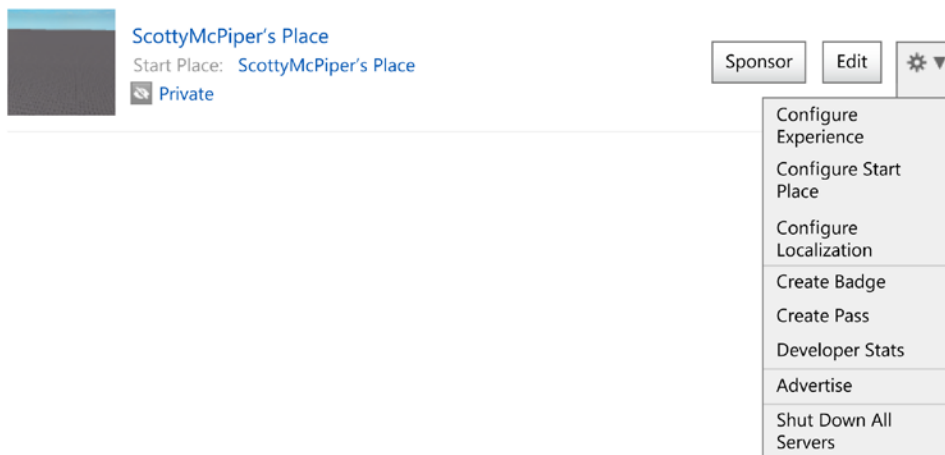 ScottyMcPiper's Place
Start Place: ScottyMcPiper's Place
Private
Sponsor
Edit
Configure
Experience
Configure Start
Place
Configure
Localization
Create Badge
Create Pass
Developer Stats
Advertise
Shut Down All
Servers